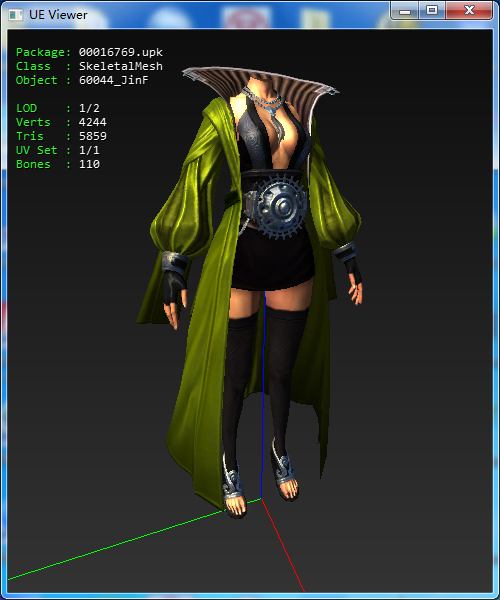 UE Viewer
Package: 00016769.upk
Class : SkeletalMesh
Object : 60044_JinF
LOD : 1/2
Verts : 4244
Tris : 5859
UV Set : 1/1
Bones : 110